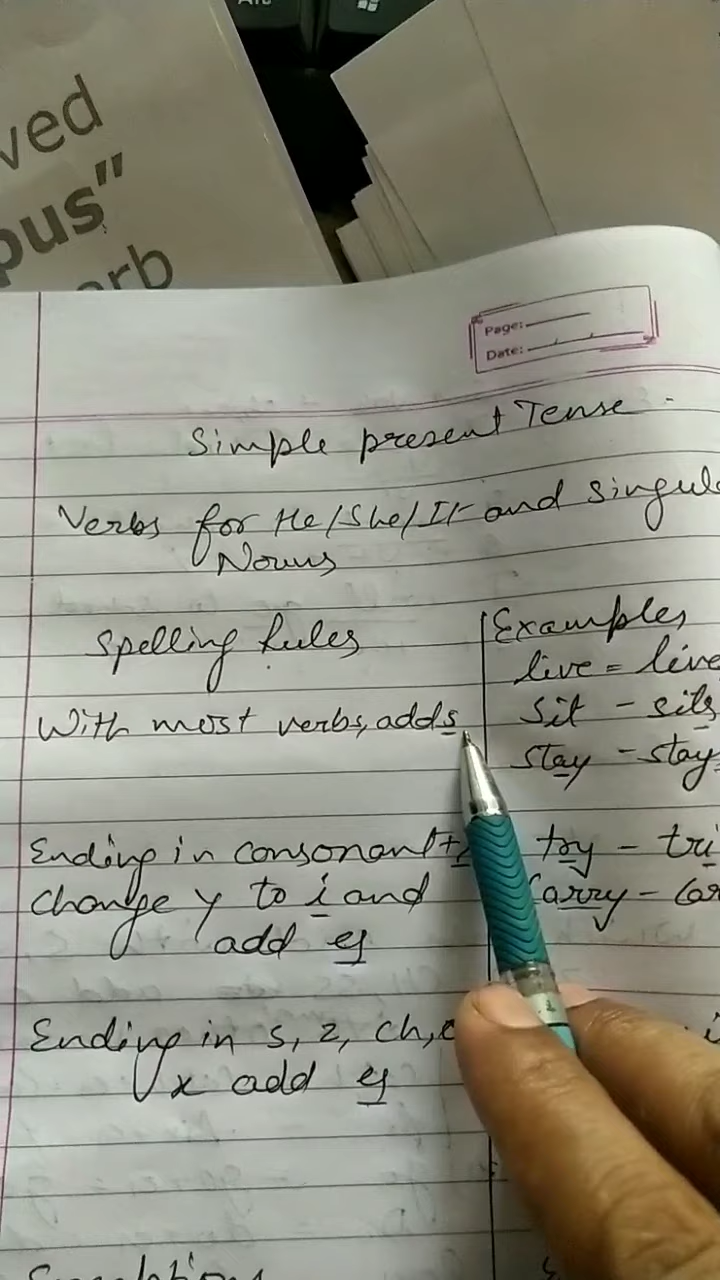 ved
pus"
erb
Page:
Date:
Simple present Tense
Verbs for He/She/It and Singul
Nouns
Spelling Rules
Examples
live = live
With most verbs, add s
Sit - sits
stay - stay
Ending in consonant +
try - tri
change y to i and
Carry - Car
add es
Ending in s, z, ch,
x add es